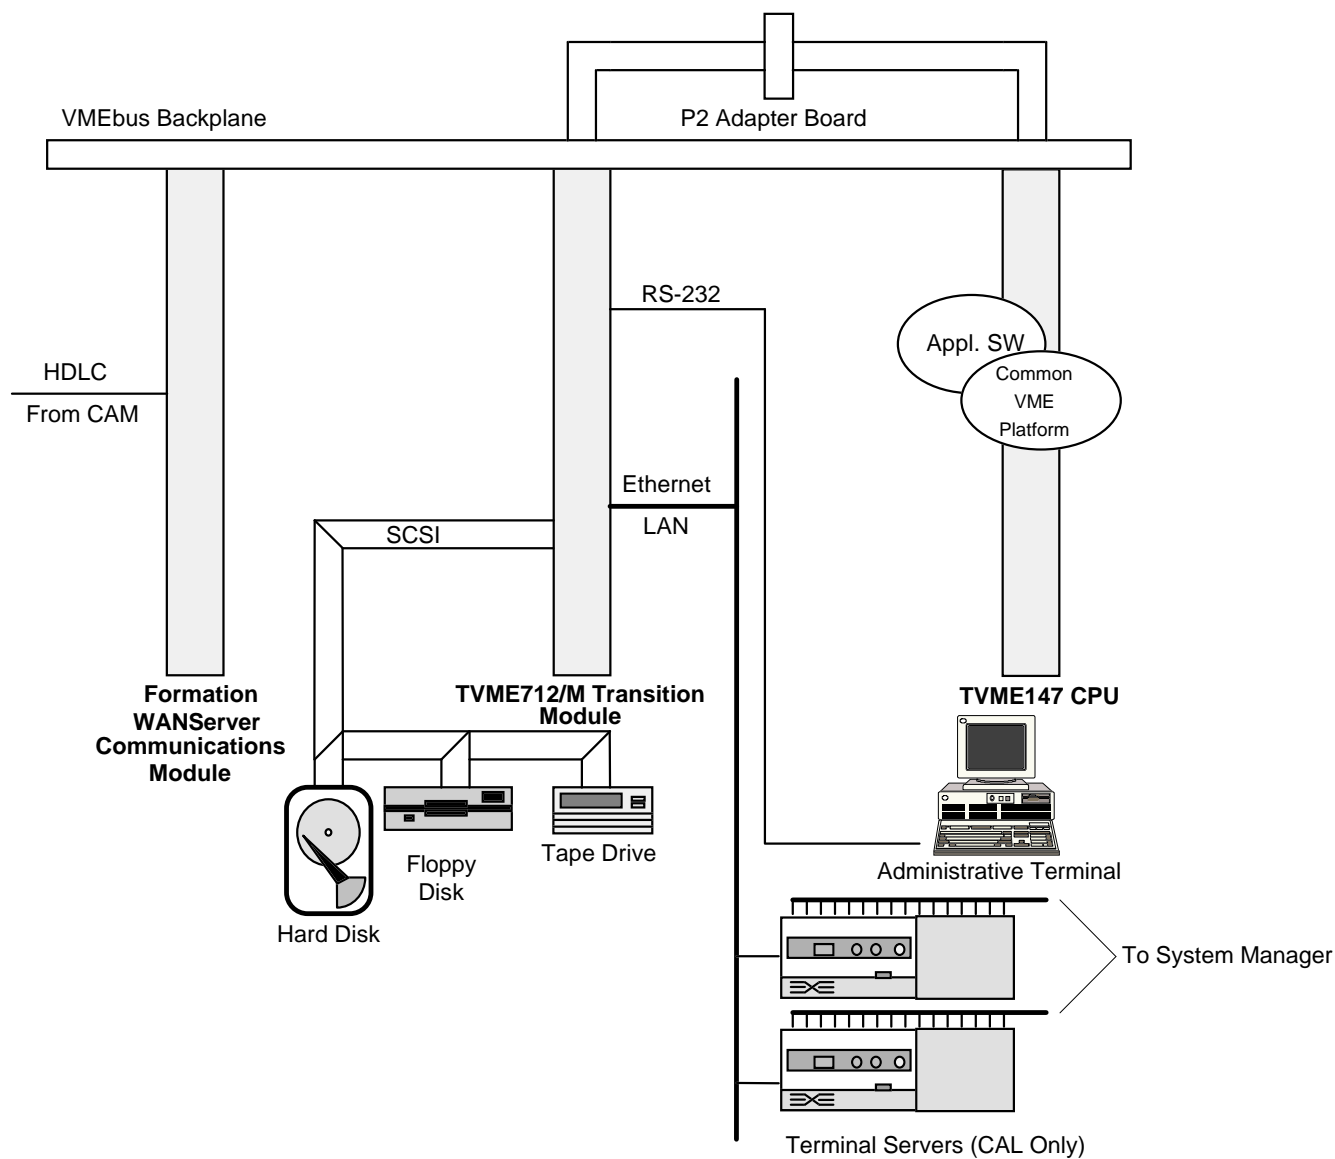 VMEbus Backplane
P2 Adapter Board
RS-232
Appl. SW
Common
VME
Platform
HDLC
From CAM
Ethernet
LAN
SCSI
Formation
WANServer
Communications
Module
TVME712/M Transition
Module
TVME147 CPU
Floppy
Disk
Tape Drive
Administrative Terminal
Hard Disk
To System Manager
Terminal Servers (CAL Only)